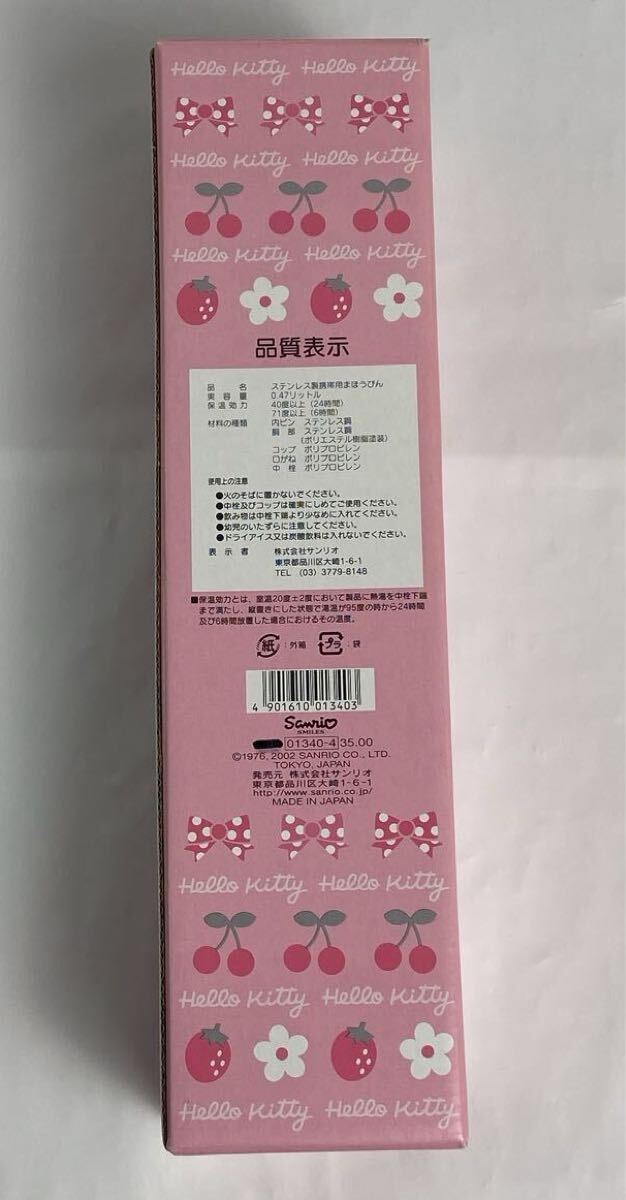 Hello Kitty Hello Kitty
Hello Kitty Hello Kitty
Hello Kitty Hello Kitty
品質表示
品名 ステンレス製携帯用まほうびん
実容量 0.47リットル
保温効力 40度以上(24時間)
71度以上(6時間)
材料の種類 内ビン ステンレス鋼
胴部 ステンレス鋼
(ポリエステル樹脂塗装)
コップ ポリプロピレン
口がね ポリプロピレン
中栓 ポリプロピレン
使用上の注意
●火のそばに置かないでください。
●中栓及びコップは確実にしめてご使用ください。
●飲み物は中栓下端より少なめに入れてください。
●幼児のいたずらに注意してください。
●ドライアイス又は炭酸飲料は入れないでください。
表示者 株式会社サンリオ
東京都品川区大崎1-6-1
TEL (03) 3779-8148
■保温効力とは、室温20度±2度において製品に熱湯を中栓下端
まで満たし、縦置きにした状態で湯温が95度の時から24時間
及び6時間放置した場合におけるその温度。
紙:外箱 プラ:袋
4 901610 013403
Sanrio
SMILES
01340-4 35.00
©1976, 2002 SANRIO CO., LTD.
TOKYO, JAPAN
発売元 株式会社サンリオ
東京都品川区大崎1-6-1
http://www.sanrio.co.jp/
MADE IN JAPAN
Hello Kitty Hello Kitty
Hello Kitty Hello Kitty
Hello Kitty Hello Kitty